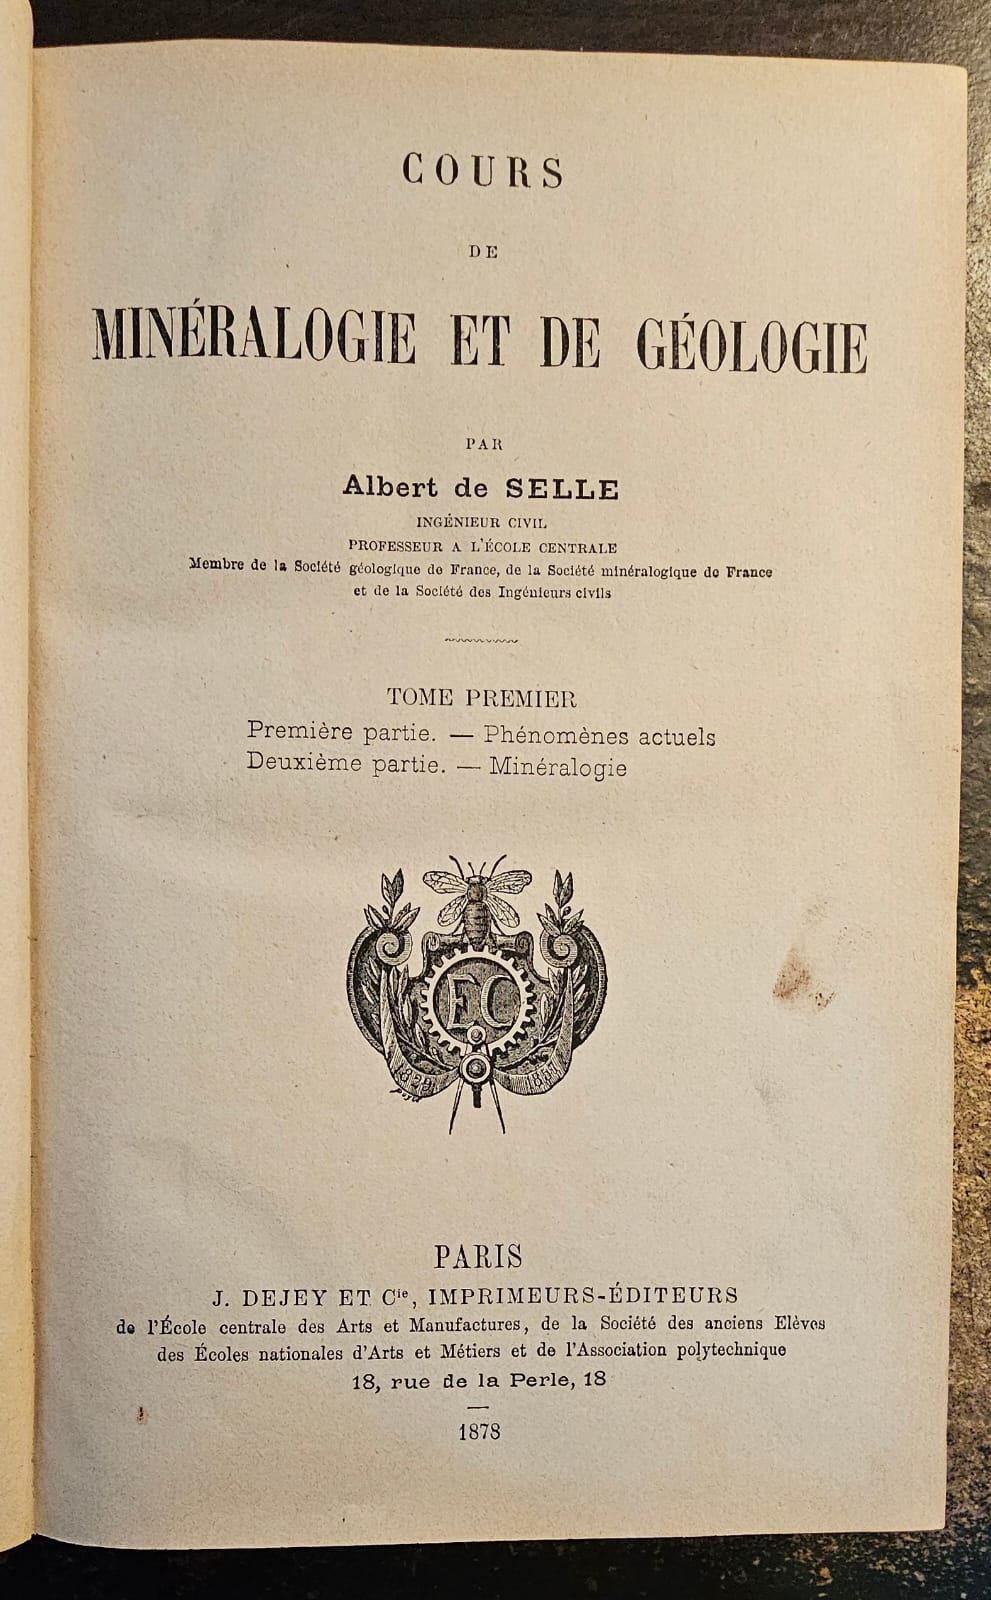 COURS
DE
MINÉRALOGIE ET DE GÉOLOGIE
PAR
Albert de SELLE
INGÉNIEUR CIVIL
PROFESSEUR A L'ÉCOLE CENTRALE
Membre de la Société géologique de France, de la Société minéralogique de France
et de la Société des Ingénieurs civils
TOME PREMIER
Première partie. — Phénomènes actuels
Deuxième partie. — Minéralogie
EC
1829 1857
PARIS
J. DEJEY ET Cie, IMPRIMEURS-ÉDITEURS
de l'École centrale des Arts et Manufactures, de la Société des anciens Elèves
des Écoles nationales d'Arts et Métiers et de l'Association polytechnique
18, rue de la Perle, 18
1878